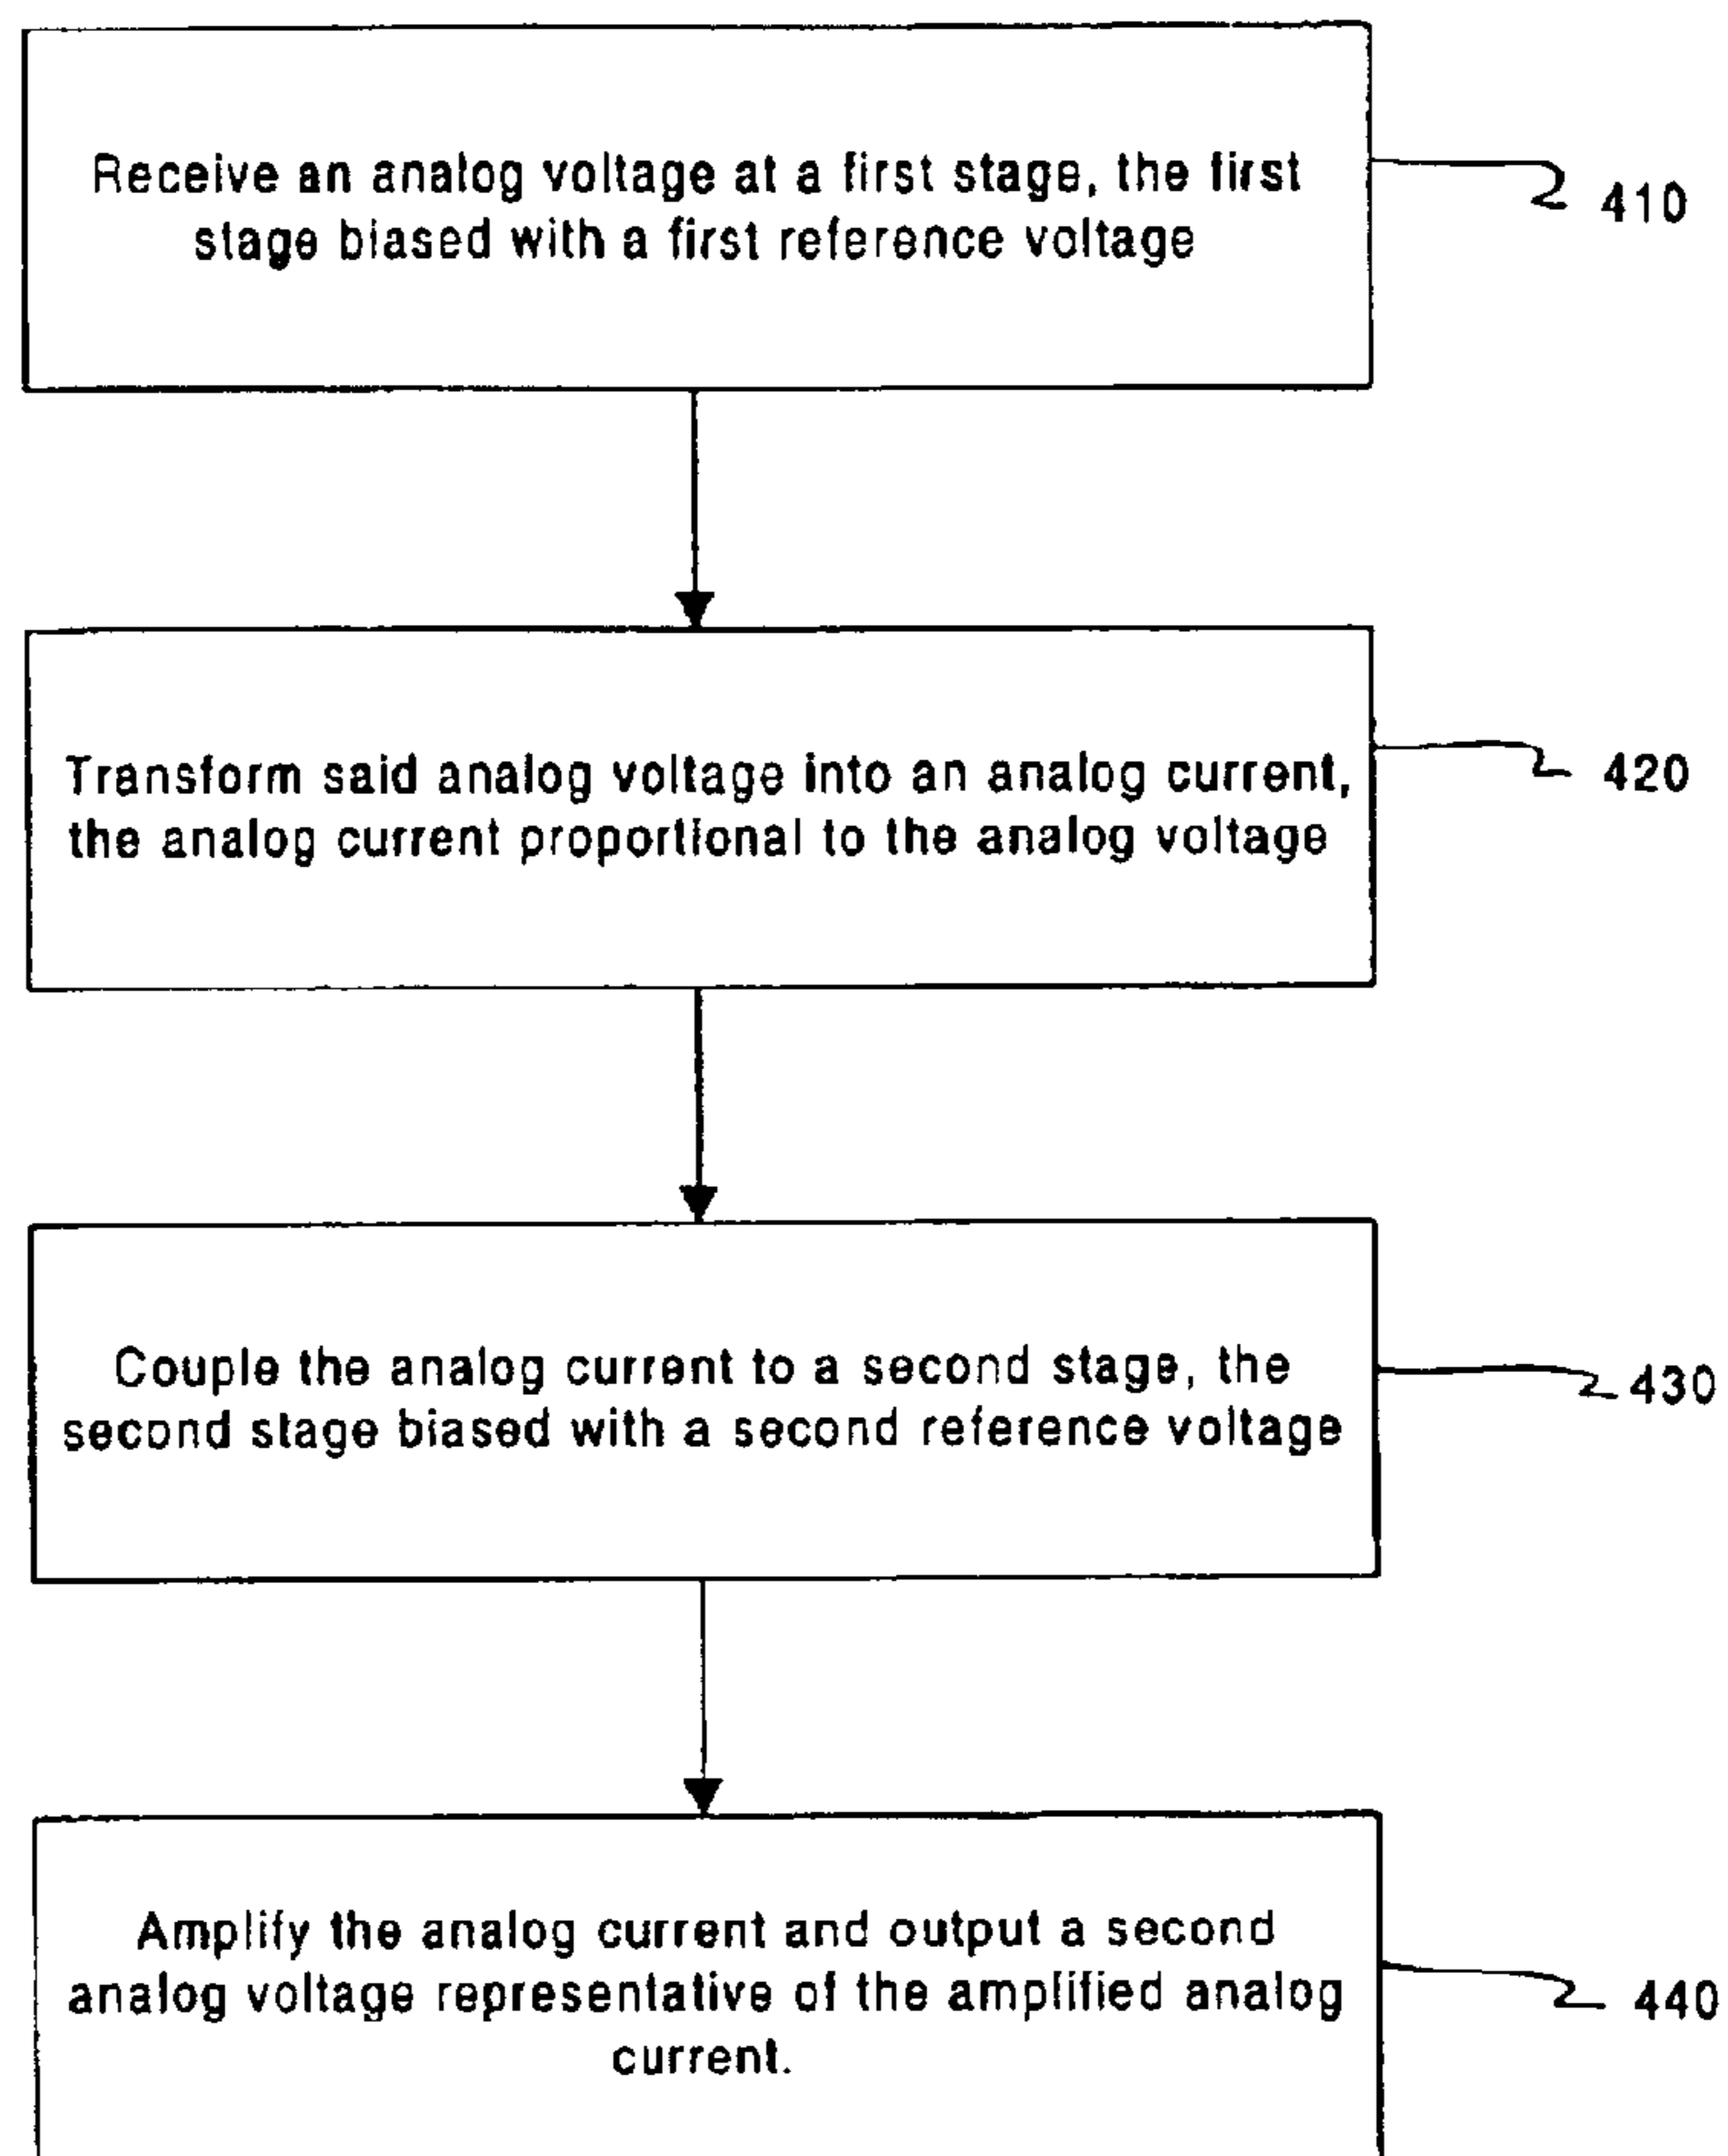 Receive an analog voltage at a first stage, the first
stage biased with a first reference voltage
410
Transform said analog voltage into an analog current,
the analog current proportional to the analog voltage
420
Couple the analog current to a second stage, the
second stage biased with a second reference voltage
430
Amplify the analog current and output a second
analog voltage representative of the amplified analog
current.
440